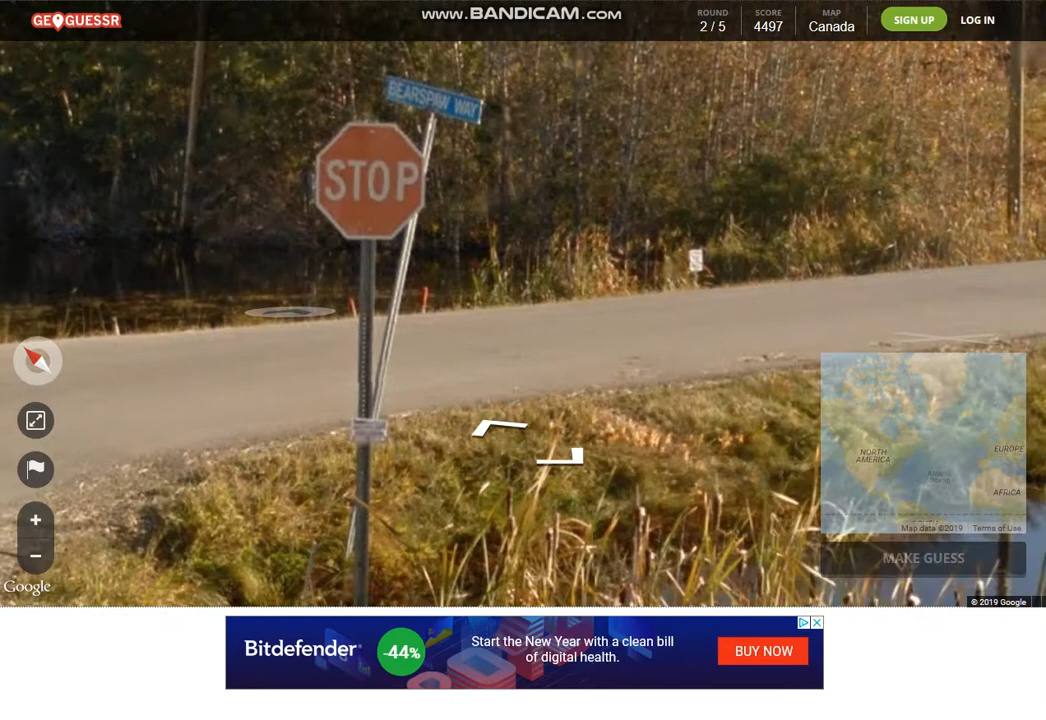 GEOGUESSR
www.BANDICAM.com
ROUND
2 / 5
SCORE
4497
MAP
Canada
SIGN UP
LOG IN
BEARSPAW WAY
STOP
NORTH
AMERICA
EUROPE
AFRICA
Map data ©2019
Terms of Use
MAKE GUESS
+
−
Google
© 2019 Google
Bitdefender
-44%
Start the New Year with a clean bill
of digital health.
BUY NOW